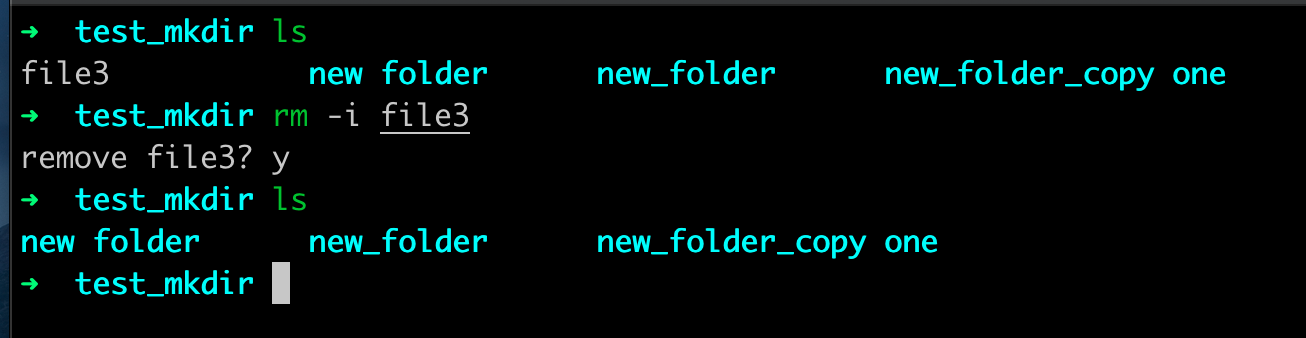 ➜  test_mkdir ls
file3           new folder      new_folder      new_folder_copy one
➜  test_mkdir rm -i file3
remove file3? y
➜  test_mkdir ls
new folder      new_folder      new_folder_copy one
➜  test_mkdir